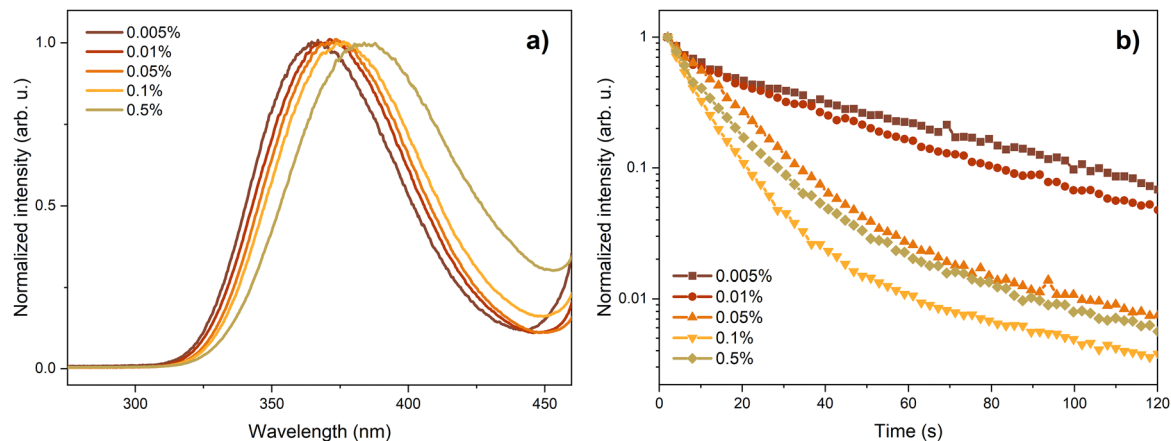 a)
0.005%
0.01%
0.05%
0.1%
0.5%
1.0
0.5
0.0
Normalized intensity (arb. u.)
300 350 400 450
Wavelength (nm)
b)
1
0.1
0.01
Normalized intensity (arb. u.)
0.005%
0.01%
0.05%
0.1%
0.5%
0 20 40 60 80 100 120
Time (s)